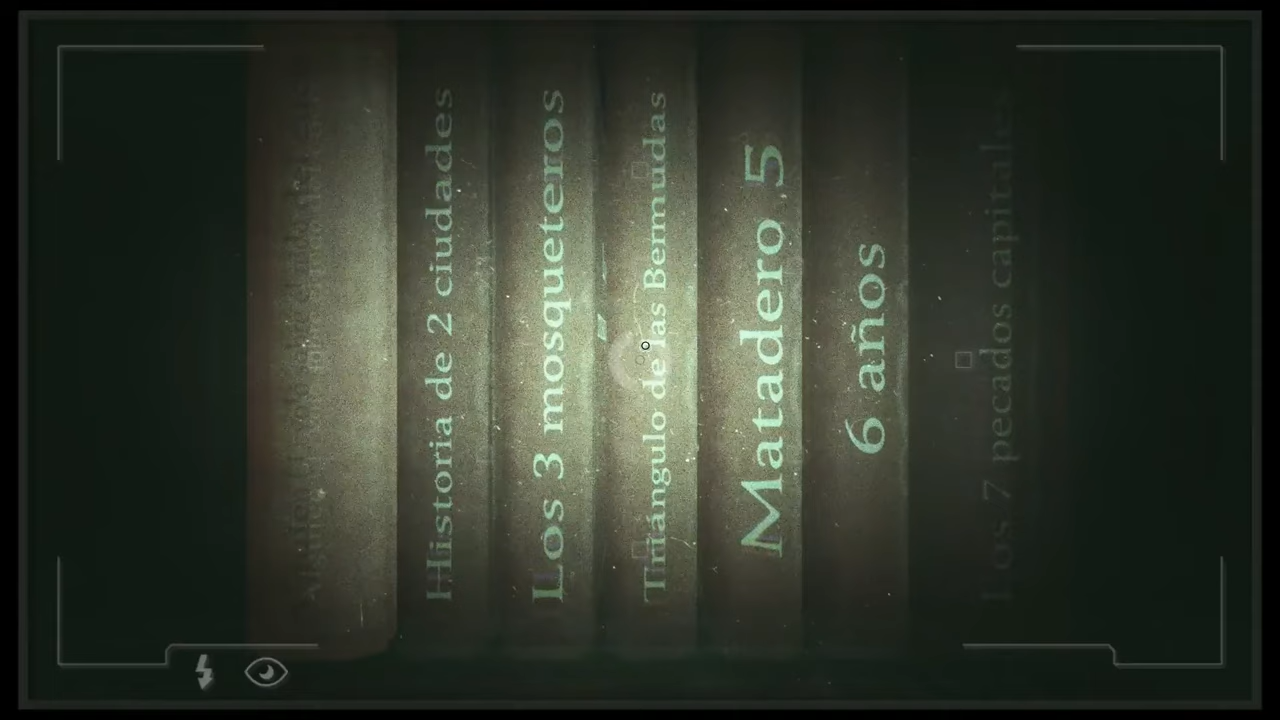 Historia de 2 ciudades
Los 3 mosqueteros
Triángulo de las Bermudas
Matadero 5
6 años
Los 7 pecados capitales